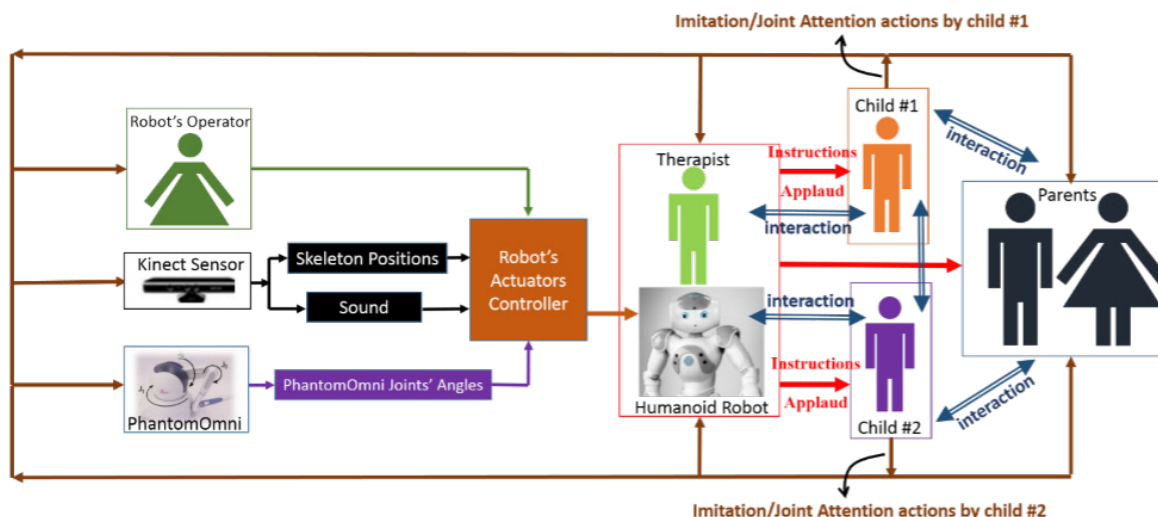 Imitation/Joint Attention actions by child #1
Robot's Operator
Child #1
interaction
Therapist
Instructions
Applaud
Parents
interaction
Kinect Sensor
Skeleton Positions
Robot's
Actuators
Controller
Sound
interaction
Instructions
PhantomOmni Joints' Angles
Applaud
PhantomOmni
Humanoid Robot
Child #2
interaction
Imitation/Joint Attention actions by child #2